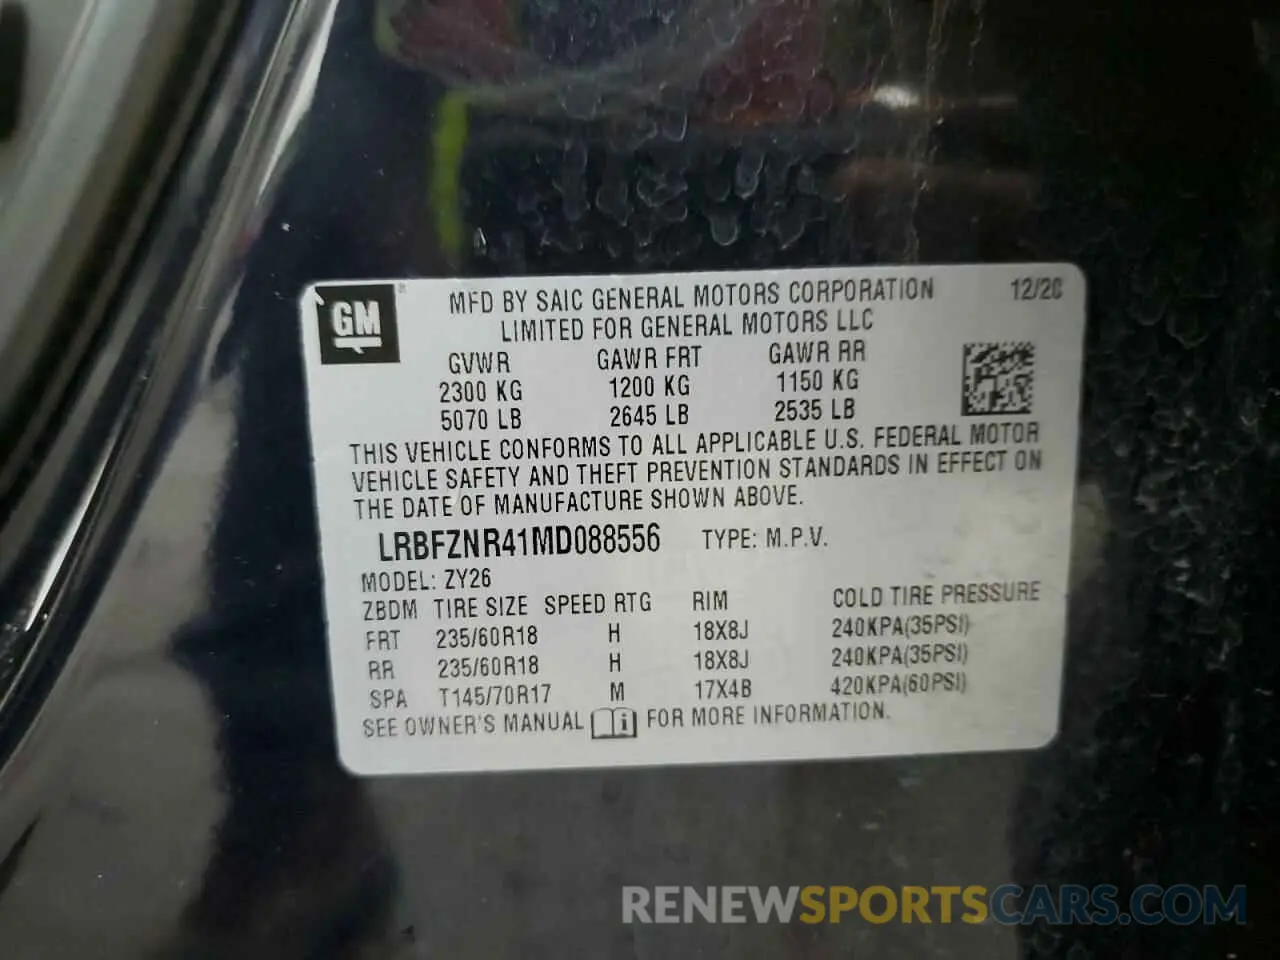 GM
MFD BY SAIC GENERAL MOTORS CORPORATION 12/20
LIMITED FOR GENERAL MOTORS LLC
GVWR GAWR FRT GAWR RR
2300 KG 1200 KG 1150 KG
5070 LB 2645 LB 2535 LB
THIS VEHICLE CONFORMS TO ALL APPLICABLE U.S. FEDERAL MOTOR
VEHICLE SAFETY AND THEFT PREVENTION STANDARDS IN EFFECT ON
THE DATE OF MANUFACTURE SHOWN ABOVE.
LRBFZNR41MD088556 TYPE: M.P.V.
MODEL: ZY26
ZBDM TIRE SIZE SPEED RTG RIM COLD TIRE PRESSURE
FRT 235/60R18 H 18X8J 240KPA(35PSI)
RR 235/60R18 H 18X8J 240KPA(35PSI)
SPA T145/70R17 M 17X4B 420KPA(60PSI)
SEE OWNER'S MANUAL FOR MORE INFORMATION.
RENEWSPORTSCARS.COM